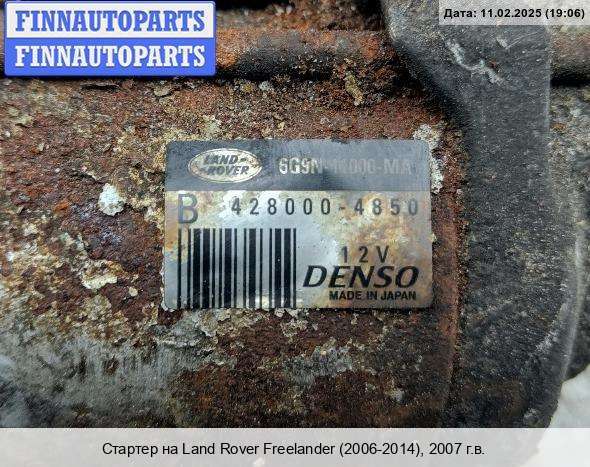 FINNAUTOPARTS
FINNAUTOPARTS
Дата: 11.02.2025 (19:06)
LAND
ROVER
B 428000-4850
12V
DENSO
MADE IN JAPAN
Стартер на Land Rover Freelander (2006-2014), 2007 г.в.